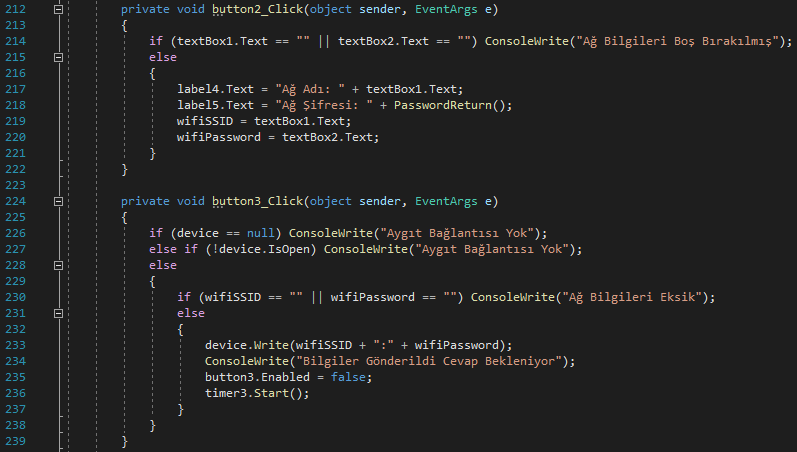 212 private void button2_Click(object sender, EventArgs e)
213 {
214 if (textBox1.Text == "" || textBox2.Text == "") ConsoleWrite("Ağ Bilgileri Boş Bırakılmış");
215 else
216 {
217 label4.Text = "Ağ Adı: " + textBox1.Text;
218 label5.Text = "Ağ Şifresi: " + PasswordReturn();
219 wifiSSID = textBox1.Text;
220 wifiPassword = textBox2.Text;
221 }
222 }
223
224 private void button3_Click(object sender, EventArgs e)
225 {
226 if (device == null) ConsoleWrite("Aygıt Bağlantısı Yok");
227 else if (!device.IsOpen) ConsoleWrite("Aygıt Bağlantısı Yok");
228 else
229 {
230 if (wifiSSID == "" || wifiPassword == "") ConsoleWrite("Ağ Bilgileri Eksik");
231 else
232 {
233 device.Write(wifiSSID + ":" + wifiPassword);
234 ConsoleWrite("Bilgiler Gönderildi Cevap Bekleniyor");
235 button3.Enabled = false;
236 timer3.Start();
237 }
238 }
239 }